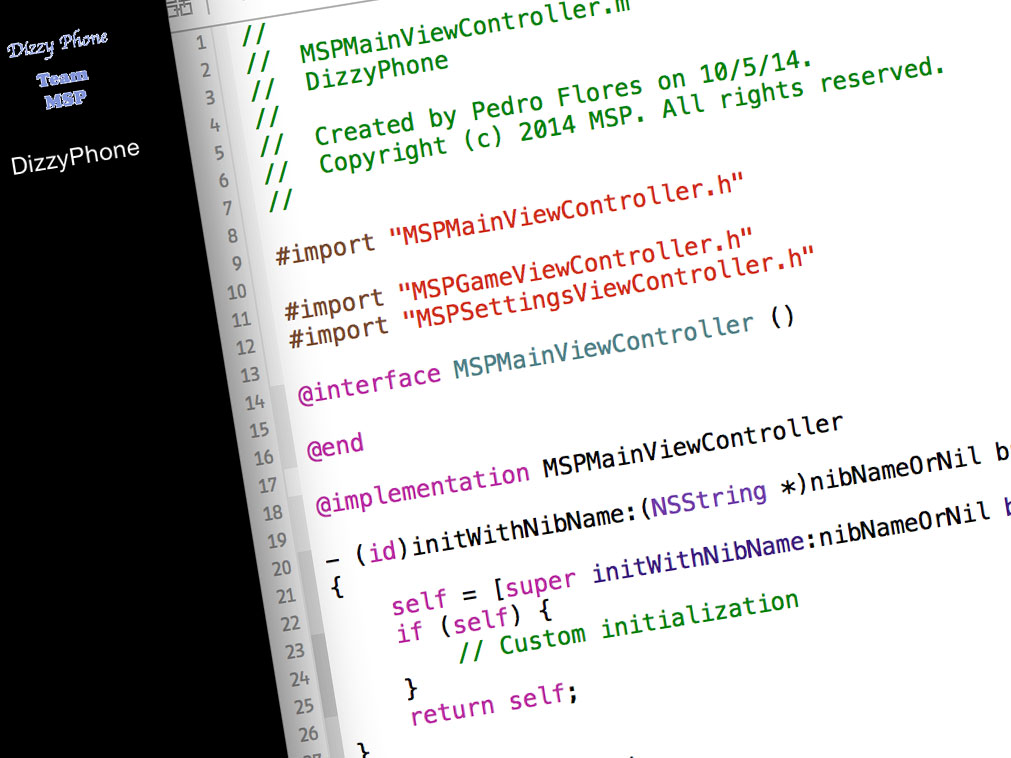 Dizzy Phone
Team
MSP
DizzyPhone
1 //
2 // MSPMainViewController.m
3 // DizzyPhone
4 //
5 // Created by Pedro Flores on 10/5/14.
6 // Copyright (c) 2014 MSP. All rights reserved.
7 //
8
9 #import "MSPMainViewController.h"
10
11 #import "MSPGameViewController.h"
12 #import "MSPSettingsViewController.h"
13
14 @interface MSPMainViewController ()
15
16 @end
17
18 @implementation MSPMainViewController
19
20 - (id)initWithNibName:(NSString *)nibNameOrNil
21 {
22 self = [super initWithNibName:nibNameOrNil
23 if (self) {
24 // Custom initialization
25 }
26 return self;
27 }